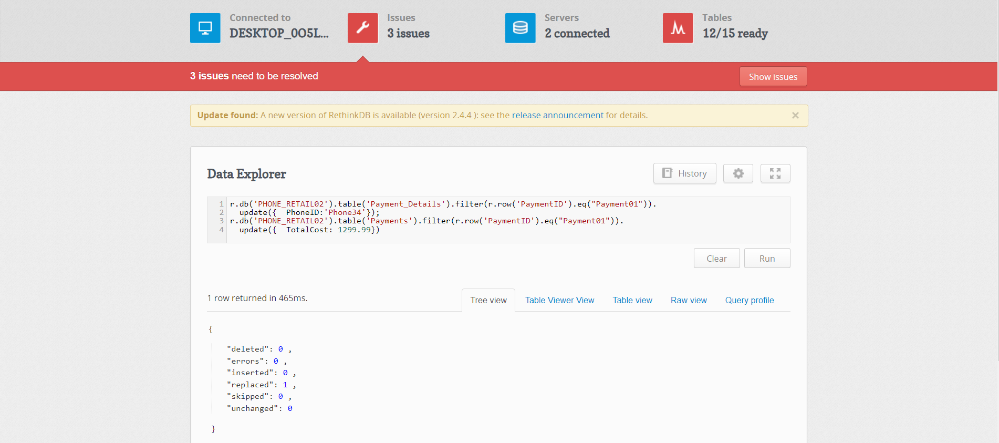 Connected to
DESKTOP_0O5L...
Issues
3 issues
Servers
2 connected
Tables
12/15 ready
3 issues need to be resolved
Show issues
Update found: A new version of RethinkDB is available (version 2.4.4 ): see the release announcement for details.
×
Data Explorer
History
1 r.db('PHONE_RETAIL02').table('Payment_Details').filter(r.row('PaymentID').eq("Payment01")).
2   update({  PhoneID:'Phone34'});
3 r.db('PHONE_RETAIL02').table('Payments').filter(r.row('PaymentID').eq("Payment01")).
4   update({  TotalCost: 1299.99})
Clear
Run
1 row returned in 465ms.
Tree view
Table Viewer View
Table view
Raw view
Query profile
{
"deleted": 0 ,
"errors": 0 ,
"inserted": 0 ,
"replaced": 1 ,
"skipped": 0 ,
"unchanged": 0
}